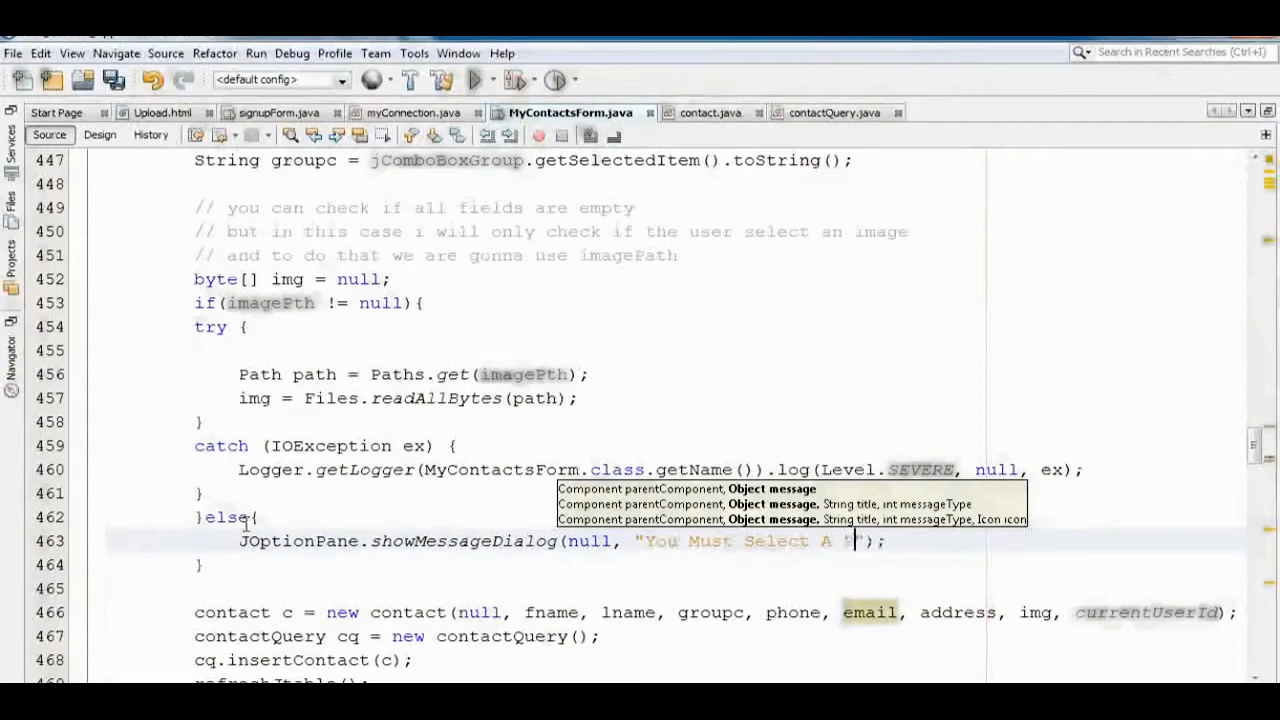 File Edit View Navigate Source Refactor Run Debug Profile Team Tools Window Help
Search in Recent Searches (Ctrl+I)
<default config>
Start Page Upload.html signupForm.java myConnection.java MyContactsForm.java contact.java contactQuery.java
Source Design History
Services
Files
Projects
Navigator
447 String groupc = jComboBoxGroup.getSelectedItem().toString();
448
449 // you can check if all fields are empty
450 // but in this case i will only check if the user select an image
451 // and to do that we are gonna use imagePath
452 byte[] img = null;
453 if(imagePth != null){
454 try {
455
456 Path path = Paths.get(imagePth);
457 img = Files.readAllBytes(path);
458 }
459 catch (IOException ex) {
460 Logger.getLogger(MyContactsForm.class.getName()).log(Level.SEVERE, null, ex);
461 }
Component parentComponent, Object message
Component parentComponent, Object message, String title, int messageType
Component parentComponent, Object message, String title, int messageType, Icon icon
462 }else{
463 JOptionPane.showMessageDialog(null, "You Must Select A ");
464 }
465
466 contact c = new contact(null, fname, lname, groupc, phone, email, address, img, currentUserId);
467 contactQuery cq = new contactQuery();
468 cq.insertContact(c);